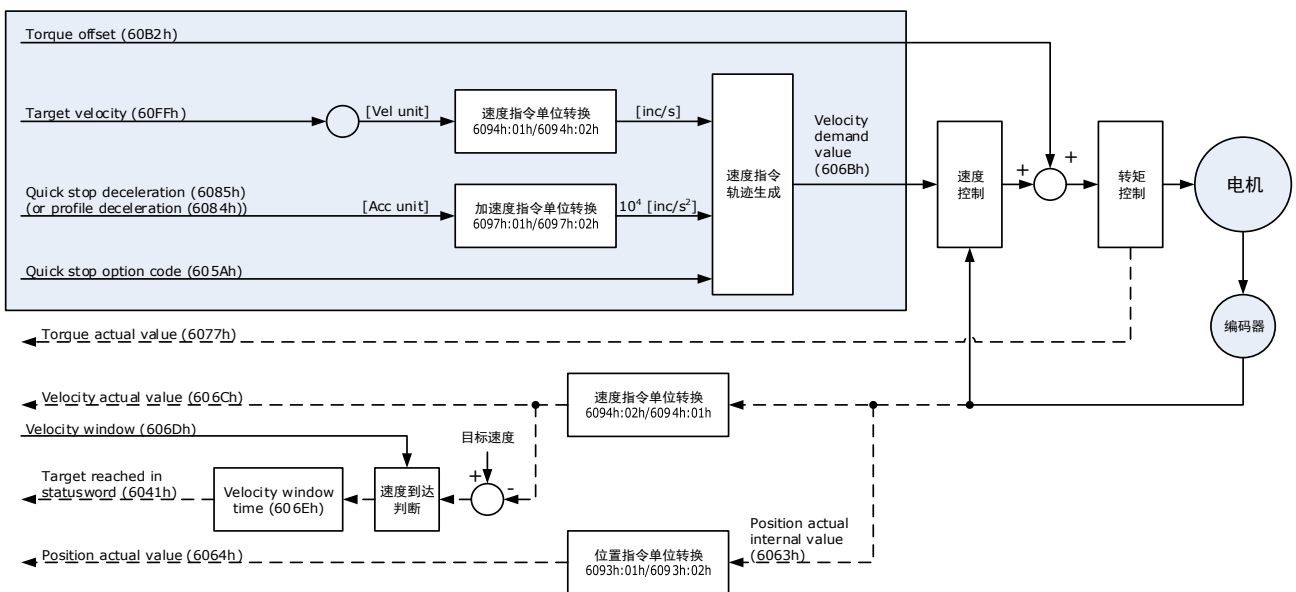 Torque offset (60B2h)
Target velocity (60FFh)
[Vel unit]
速度指令单位转换
6094h:01h/6094h:02h
[inc/s]
Quick stop deceleration (6085h)
(or profile deceleration (6084h))
[Acc unit]
加速度指令单位转换
6097h:01h/6097h:02h
10⁴ [inc/s²]
Quick stop option code (605Ah)
速度指令
轨迹生成
Velocity
demand
value
(606Bh)
速度
控制
+
+
转矩
控制
电机
编码器
Torque actual value (6077h)
Velocity actual value (606Ch)
速度指令单位转换
6094h:02h/6094h:01h
Velocity window (606Dh)
目标速度
+
-
Target reached in
statusword (6041h)
Velocity window
time (606Eh)
速度到达
判断
Position actual value (6064h)
位置指令单位转换
6093h:01h/6093h:02h
Position actual
internal value
(6063h)